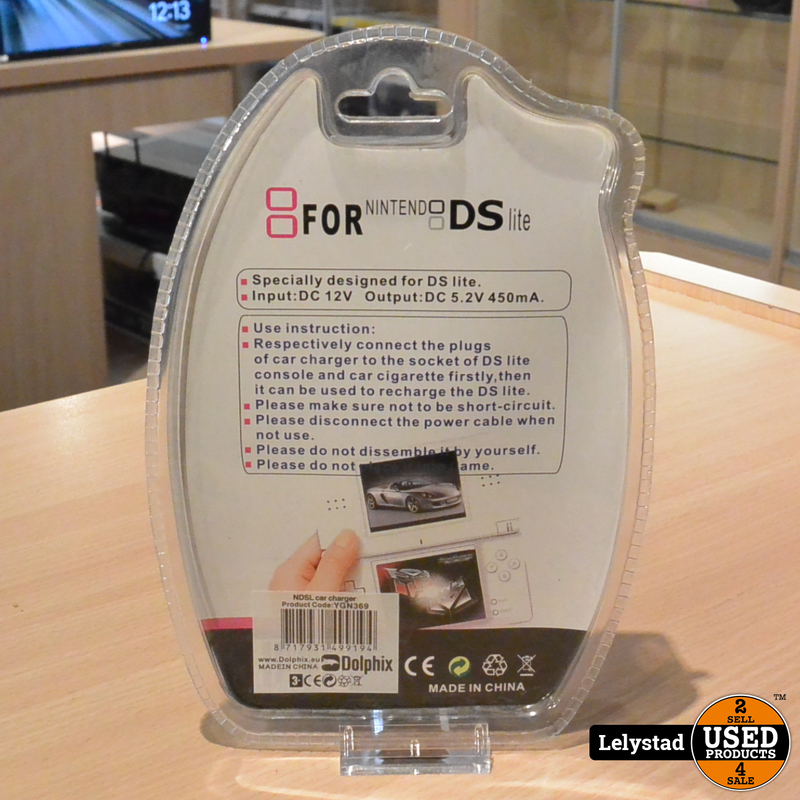 12:13
FOR NINTENDO DS lite
Specially designed for DS lite.
Input:DC 12V Output:DC 5.2V 450mA.
Use instruction:
Respectively connect the plugs
of car charger to the socket of DS lite
console and car cigarette firstly,then
it can be used to recharge the DS lite.
Please make sure not to be short-circuit.
Please disconnect the power cable when
not use.
Please do not dissemble it by yourself.
Please do not ame.
NDSL car charger
Product Code:YGN369
8 717931 499194
www.Dolphix.eu
MADE IN CHINA
Dolphix
CE
MADE IN CHINA
3 CE
Lelystad
2
SELL
USED
PRODUCTS
4
SALE
TM